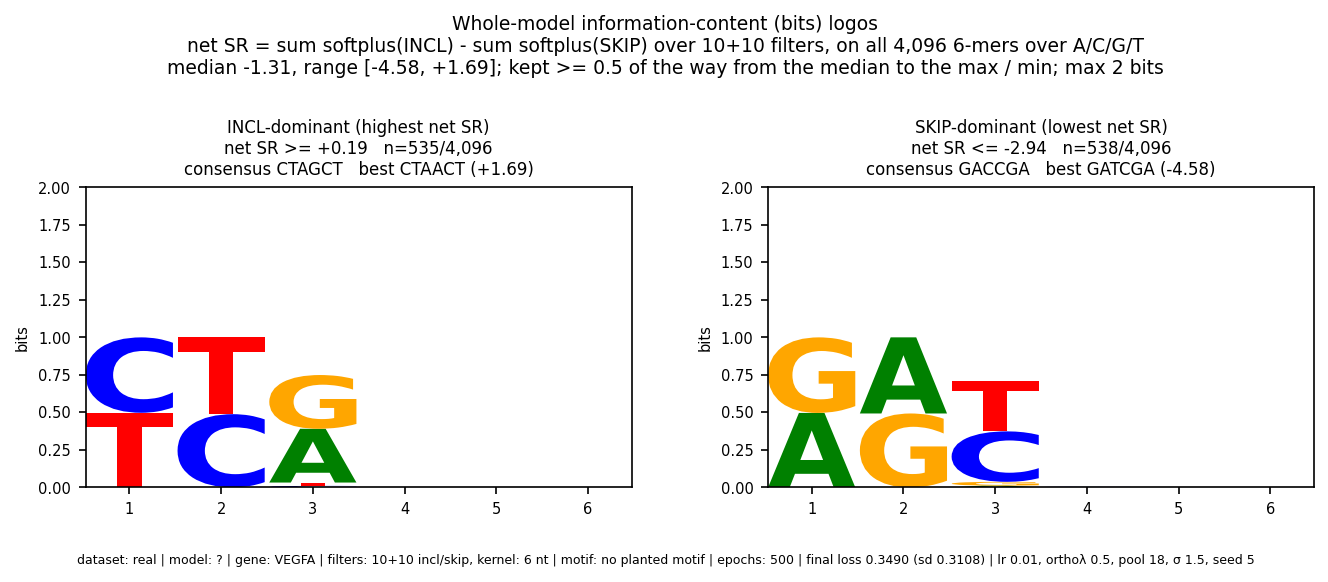 Whole-model information-content (bits) logos
net SR = sum softplus(INCL) - sum softplus(SKIP) over 10+10 filters, on all 4,096 6-mers over A/C/G/T
median -1.31, range [-4.58, +1.69]; kept >= 0.5 of the way from the median to the max / min; max 2 bits
INCL-dominant (highest net SR)
net SR >= +0.19   n=535/4,096
consensus CTAGCT   best CTAACT (+1.69)
2.00
1.75
1.50
1.25
1.00
0.75
0.50
0.25
0.00
bits
C T G
T C A
1 2 3 4 5 6
SKIP-dominant (lowest net SR)
net SR <= -2.94   n=538/4,096
consensus GACCGA   best GATCGA (-4.58)
2.00
1.75
1.50
1.25
1.00
0.75
0.50
0.25
0.00
bits
G A T
A G C
1 2 3 4 5 6
dataset: real | model: ? | gene: VEGFA | filters: 10+10 incl/skip, kernel: 6 nt | motif: no planted motif | epochs: 500 | final loss 0.3490 (sd 0.3108) | lr 0.01, orthoλ 0.5, pool 18, σ 1.5, seed 5